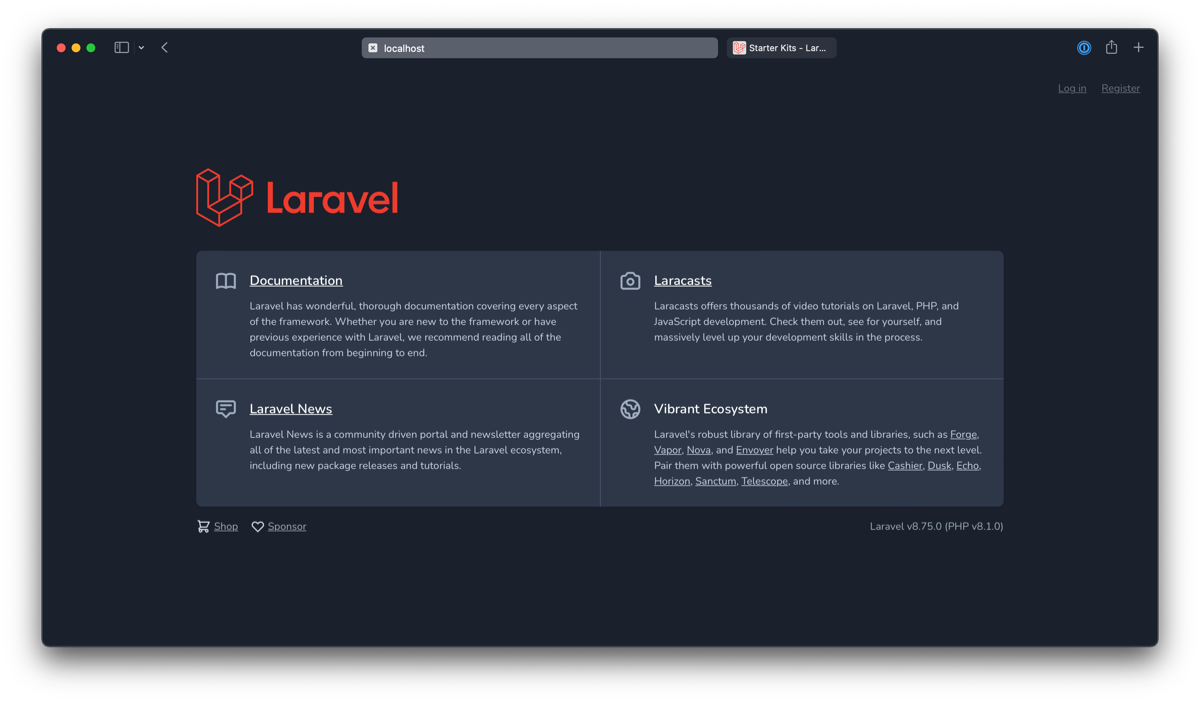 localhost
Starter Kits - Lar...
Log in Register
Laravel
Documentation
Laravel has wonderful, thorough documentation covering every aspect
of the framework. Whether you are new to the framework or have
previous experience with Laravel, we recommend reading all of the
documentation from beginning to end.
Laracasts
Laracasts offers thousands of video tutorials on Laravel, PHP, and
JavaScript development. Check them out, see for yourself, and
massively level up your development skills in the process.
Laravel News
Laravel News is a community driven portal and newsletter aggregating
all of the latest and most important news in the Laravel ecosystem,
including new package releases and tutorials.
Vibrant Ecosystem
Laravel's robust library of first-party tools and libraries, such as Forge,
Vapor, Nova, and Envoyer help you take your projects to the next level.
Pair them with powerful open source libraries like Cashier, Dusk, Echo,
Horizon, Sanctum, Telescope, and more.
Shop Sponsor
Laravel v8.75.0 (PHP v8.1.0)